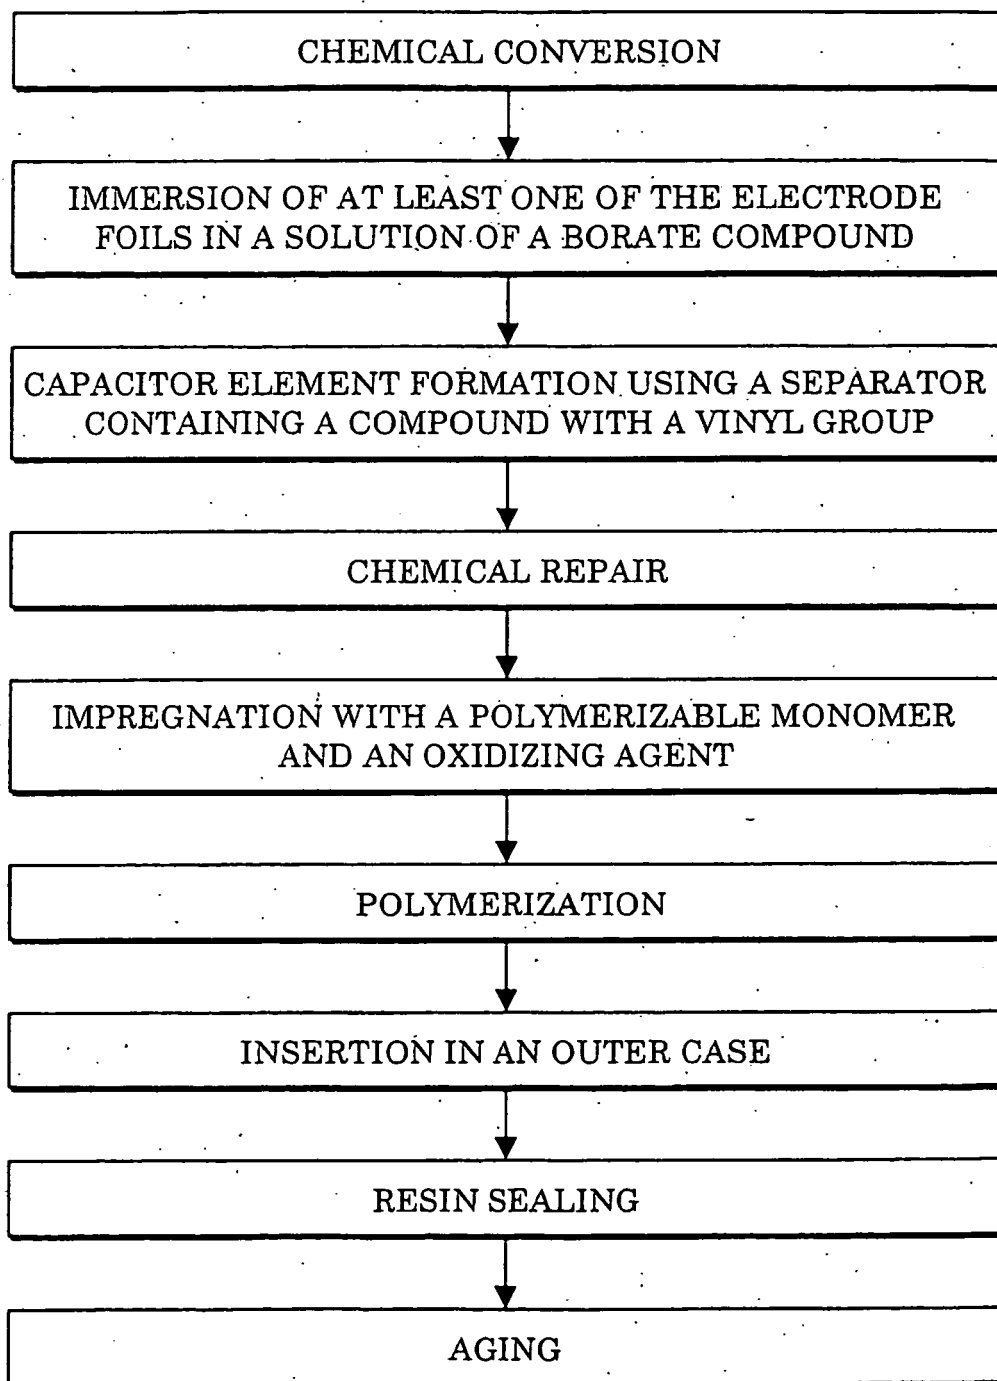 CHEMICAL CONVERSION
IMMERSION OF AT LEAST ONE OF THE ELECTRODE
FOILS IN A SOLUTION OF A BORATE COMPOUND
CAPACITOR ELEMENT FORMATION USING A SEPARATOR
CONTAINING A COMPOUND WITH A VINYL GROUP
CHEMICAL REPAIR
IMPREGNATION WITH A POLYMERIZABLE MONOMER
AND AN OXIDIZING AGENT
POLYMERIZATION
INSERTION IN AN OUTER CASE
RESIN SEALING
AGING